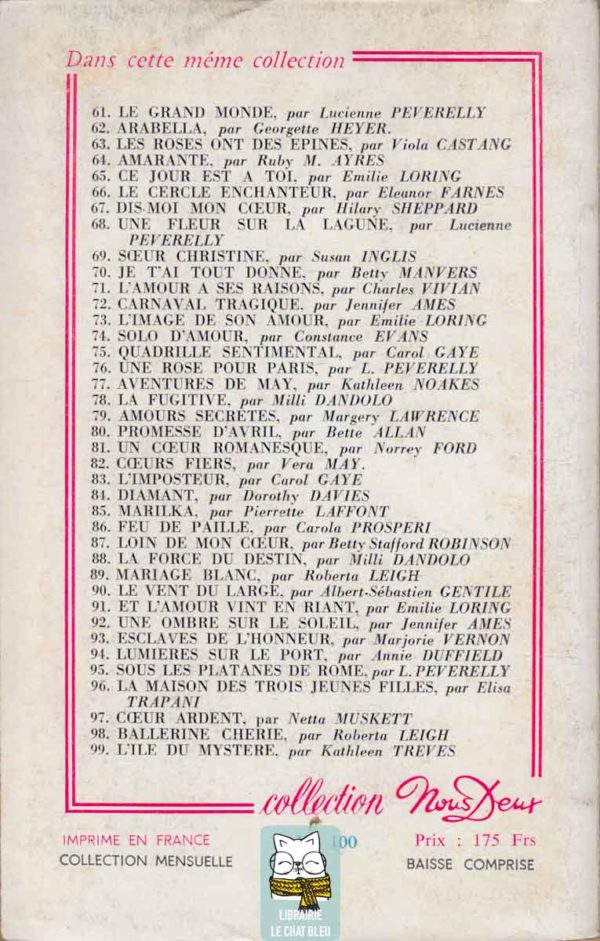 Dans cette même collection
61. LE GRAND MONDE, par Lucienne PEVERELLY
62. ARABELLA, par Georgette HEYER.
63. LES ROSES ONT DES EPINES, par Viola CASTANG
64. AMARANTE, par Ruby M. AYRES
65. CE JOUR EST A TOI, par Emilie LORING
66. LE CERCLE ENCHANTEUR, par Eleanor FARNES
67. DIS-MOI MON CŒUR, par Hilary SHEPPARD
68. UNE FLEUR SUR LA LAGUNE, par Lucienne
PEVERELLY
69. SŒUR CHRISTINE, par Susan INGLIS
70. JE T'AI TOUT DONNE, par Betty MANVERS
71. L'AMOUR A SES RAISONS, par Charles VIVIAN
72. CARNAVAL TRAGIQUE, par Jennifer AMES
73. L'IMAGE DE SON AMOUR, par Emilie LORING
74. SOLO D'AMOUR, par Constance EVANS
75. QUADRILLE SENTIMENTAL, par Carol GAYE
76. UNE ROSE POUR PARIS, par L. PEVERELLY
77. AVENTURES DE MAY, par Kathleen NOAKES
78. LA FUGITIVE, par Milli DANDOLO
79. AMOURS SECRETES, par Margery LAWRENCE
80. PROMESSE D'AVRIL, par Bette ALLAN
81. UN CŒUR ROMANESQUE, par Norrey FORD
82. CŒURS FIERS, par Vera MAY.
83. L'IMPOSTEUR, par Carol GAYE
84. DIAMANT, par Dorothy DAVIES
85. MARILKA, par Pierrette LAFFONT
86. FEU DE PAILLE, par Carola PROSPERI
87. LOIN DE MON CŒUR, par Betty Stafford ROBINSON
88. LA FORCE DU DESTIN, par Milli DANDOLO
89. MARIAGE BLANC, par Roberta LEIGH
90. LE VENT DU LARGE, par Albert-Sébastien GENTILE
91. ET L'AMOUR VINT EN RIANT, par Emilie LORING
92. UNE OMBRE SUR LE SOLEIL, par Jennifer AMES
93. ESCLAVES DE L'HONNEUR, par Marjorie VERNON
94. LUMIERES SUR LE PORT, par Annie DUFFIELD
95. SOUS LES PLATANES DE ROME, par L. PEVERELLY
96. LA MAISON DES TROIS JEUNES FILLES, par Elisa
TRAPANI
97. CŒUR ARDENT, par Netta MUSKETT
98. BALLERINE CHERIE, par Roberta LEIGH
99. L'ILE DU MYSTERE, par Kathleen TREVES
collection Nous Deux
IMPRIME EN FRANCE 100 Prix : 175 Frs
COLLECTION MENSUELLE BAISSE COMPRISE
LIBRAIRIE
LE CHAT BLEU